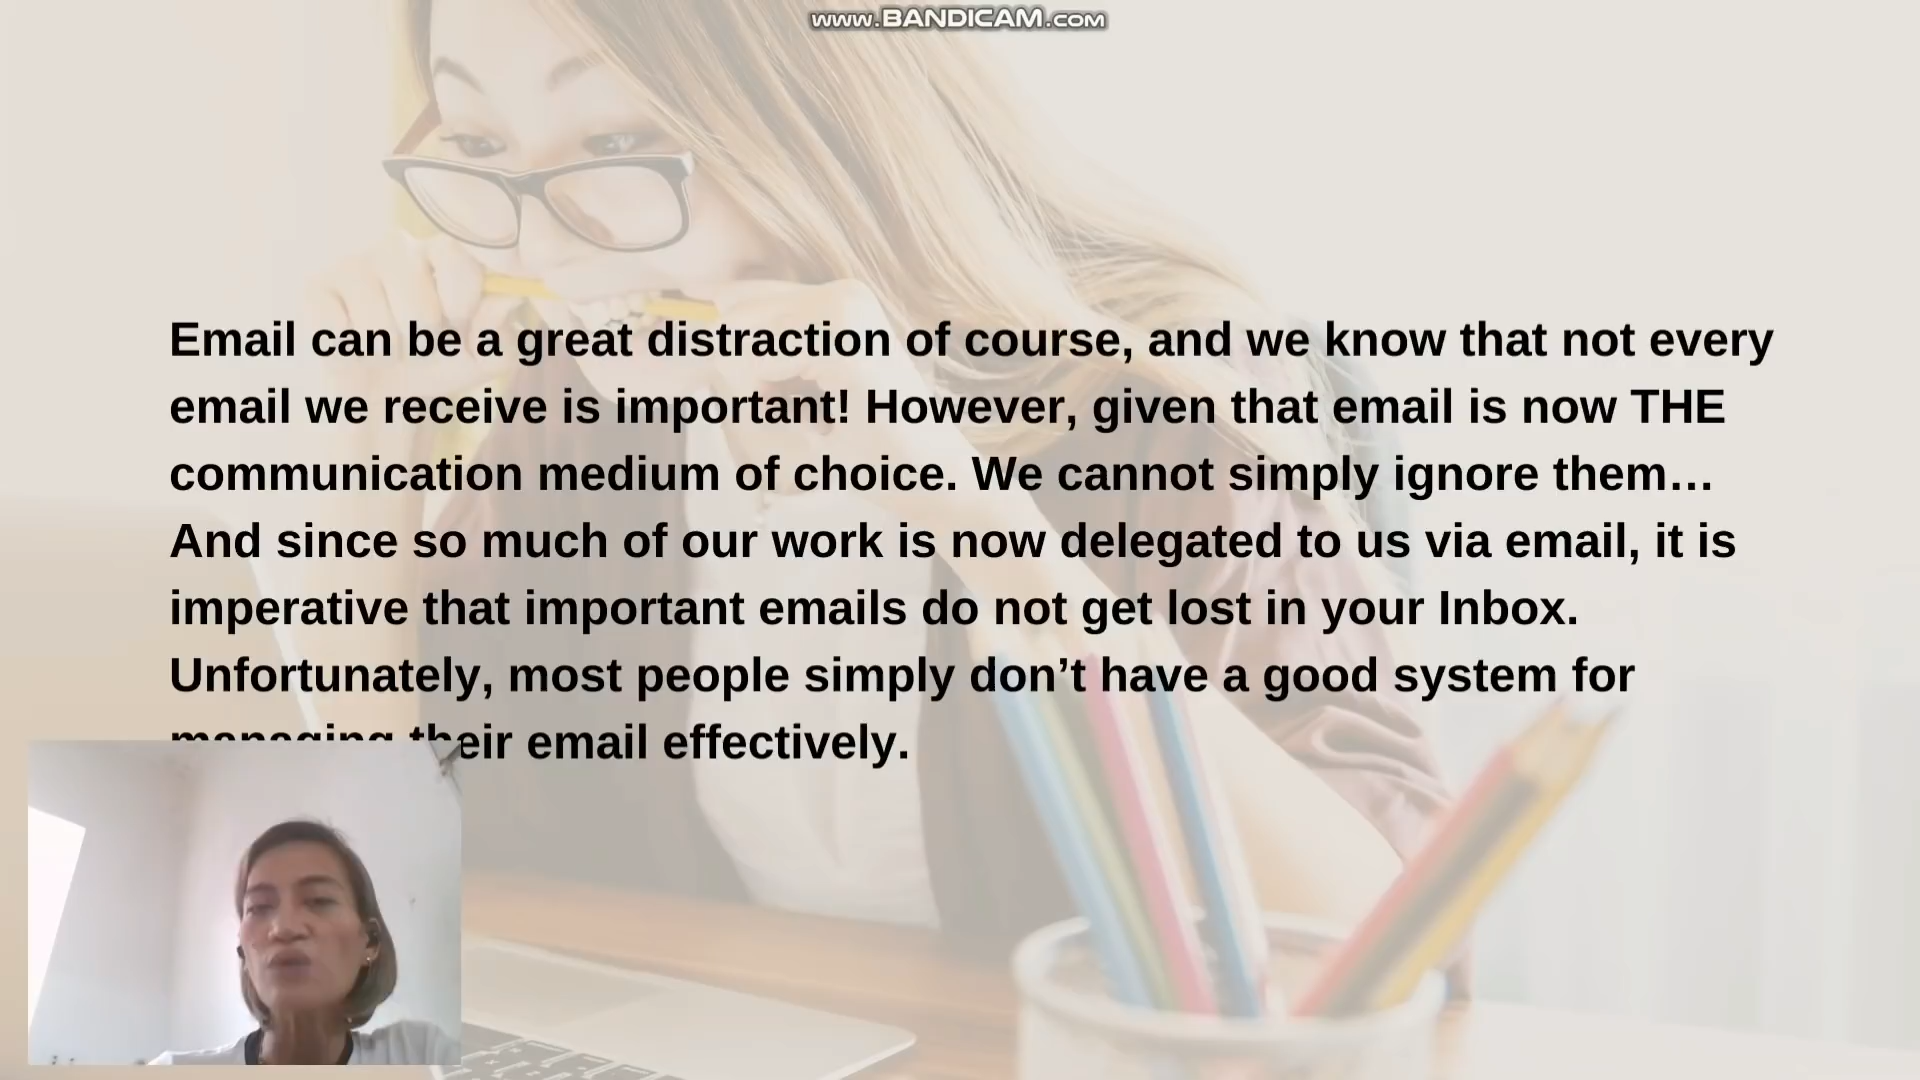 www.BANDICAM.com
Email can be a great distraction of course, and we know that not every
email we receive is important! However, given that email is now THE
communication medium of choice. We cannot simply ignore them…
And since so much of our work is now delegated to us via email, it is
imperative that important emails do not get lost in your Inbox.
Unfortunately, most people simply don’t have a good system for
managing their email effectively.